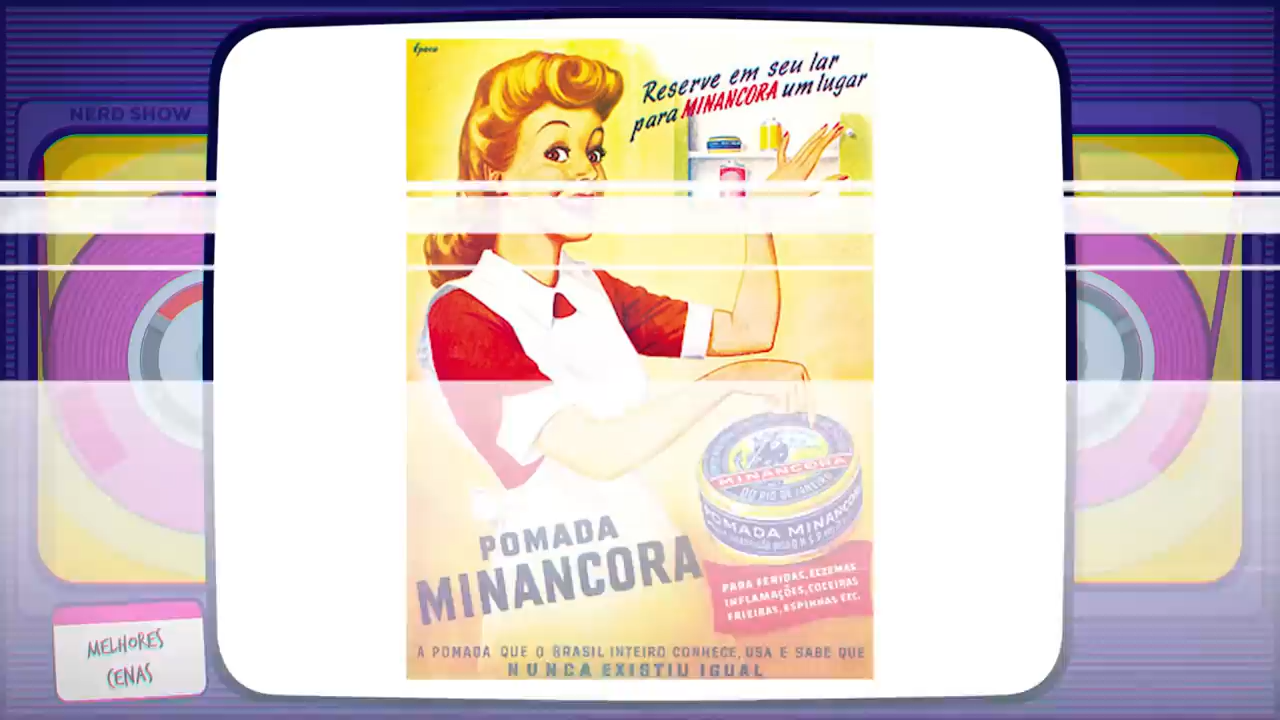 NERD SHOW
Época
Reserve em seu lar
para MINANCORA um lugar
MINANCORA
DO RIO DE JANEIRO
POMADA MINANCORA
POMADA
MINANCORA
PARA FERIDAS, ECZEMAS
INFLAMAÇÕES, COCEIRAS
FRIEIRAS, ESPINHAS ETC.
A POMADA QUE O BRASIL INTEIRO CONHECE, USA E SABE QUE
NUNCA EXISTIU IGUAL
MELHORES
CENAS